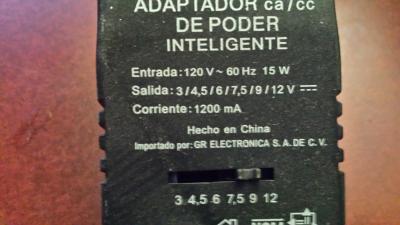 ADAPTADOR ca/cc
DE PODER
INTELIGENTE
Entrada: 120 V ~ 60 Hz 15 W
Salida: 3/4,5/6/7,5/9/12 V ⎓
Corriente: 1200 mA
Hecho en China
Importado por: GR ELECTRONICA S.A. DE C.V.
3 4,5 6 7,5 9 12